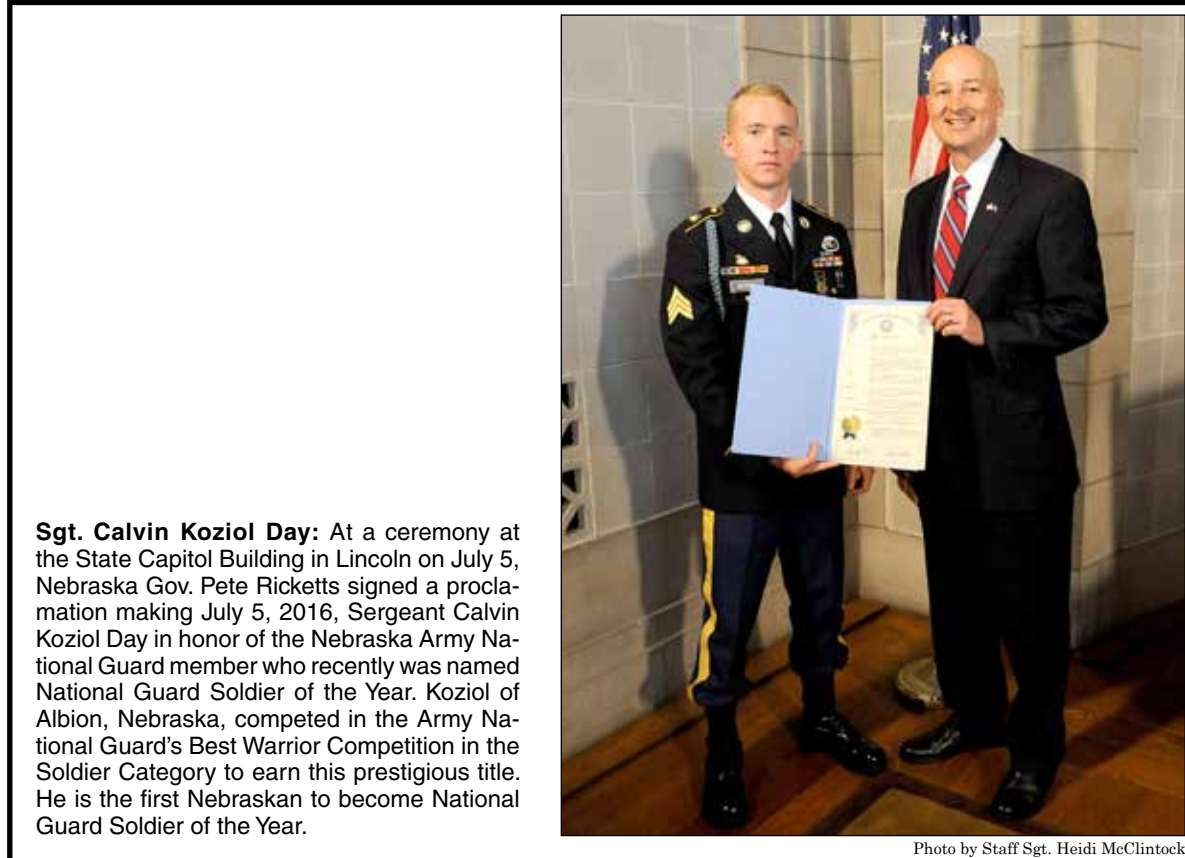 Sgt. Calvin Koziol Day: At a ceremony at
the State Capitol Building in Lincoln on July 5,
Nebraska Gov. Pete Ricketts signed a procla-
mation making July 5, 2016, Sergeant Calvin
Koziol Day in honor of the Nebraska Army Na-
tional Guard member who recently was named
National Guard Soldier of the Year. Koziol of
Albion, Nebraska, competed in the Army Na-
tional Guard's Best Warrior Competition in the
Soldier Category to earn this prestigious title.
He is the first Nebraskan to become National
Guard Soldier of the Year.
Photo by Staff Sgt. Heidi McClintock